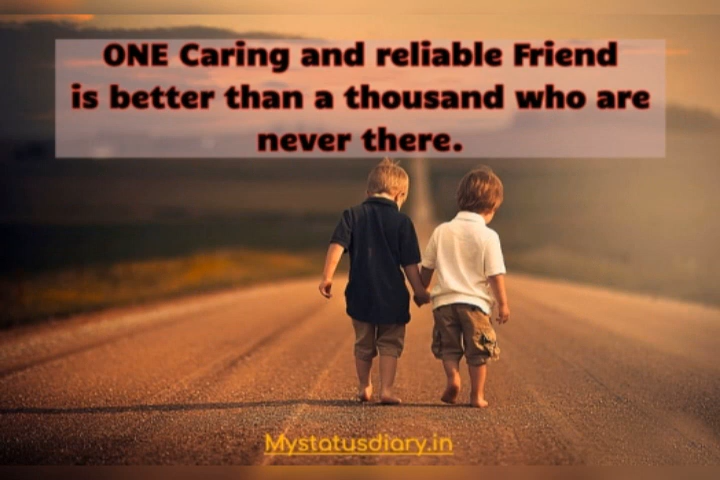 ONE Caring and reliable Friend
is better than a thousand who are
never there.
Mystatusdiary.in